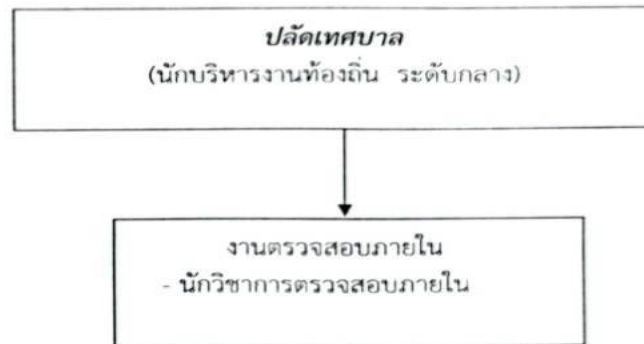 ปลัดเทศบาล
(นักบริหารงานท้องถิ่น ระดับกลาง)
งานตรวจสอบภายใน
- นักวิชาการตรวจสอบภายใน